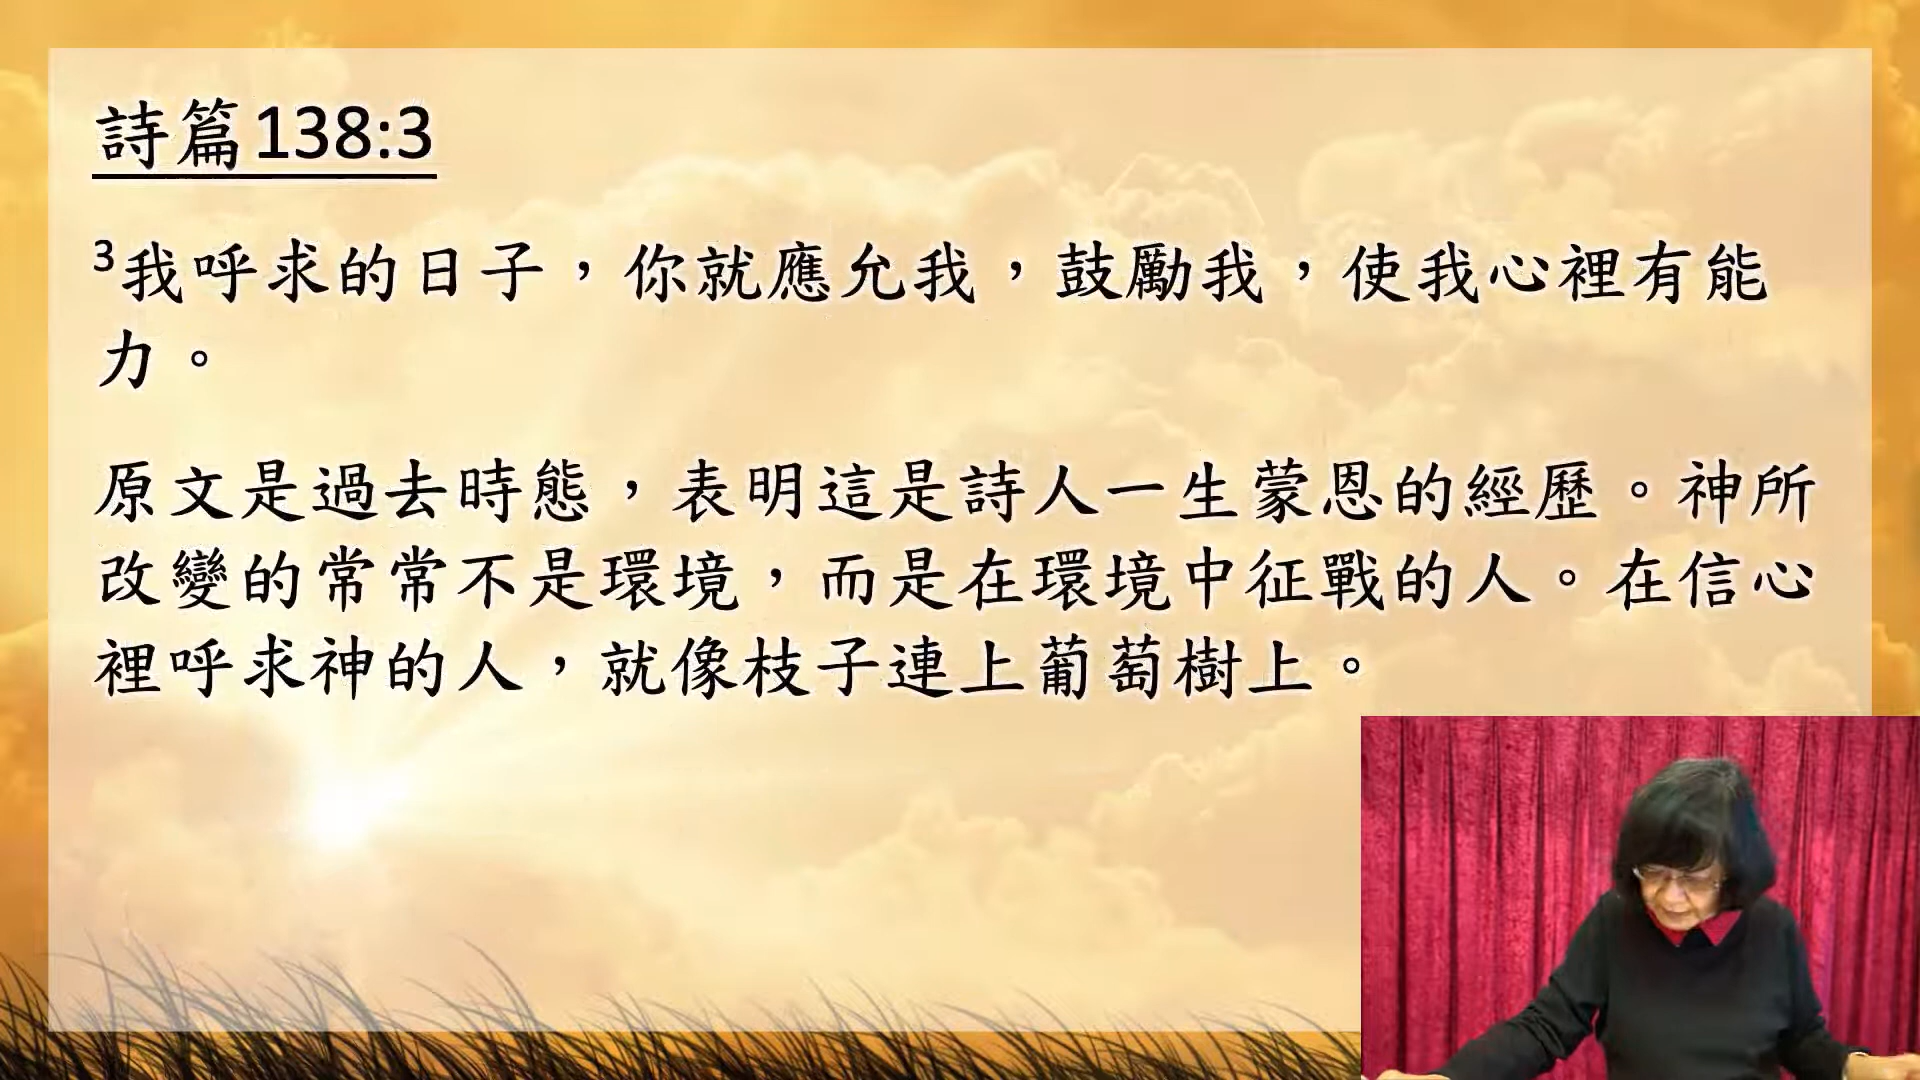 詩篇138:3
3我呼求的日子，你就應允我，鼓勵我，使我心裡有能
力。
原文是過去時態，表明這是詩人一生蒙恩的經歷。神所
改變的常常不是環境，而是在環境中征戰的人。在信心
裡呼求神的人，就像枝子連上葡萄樹上。